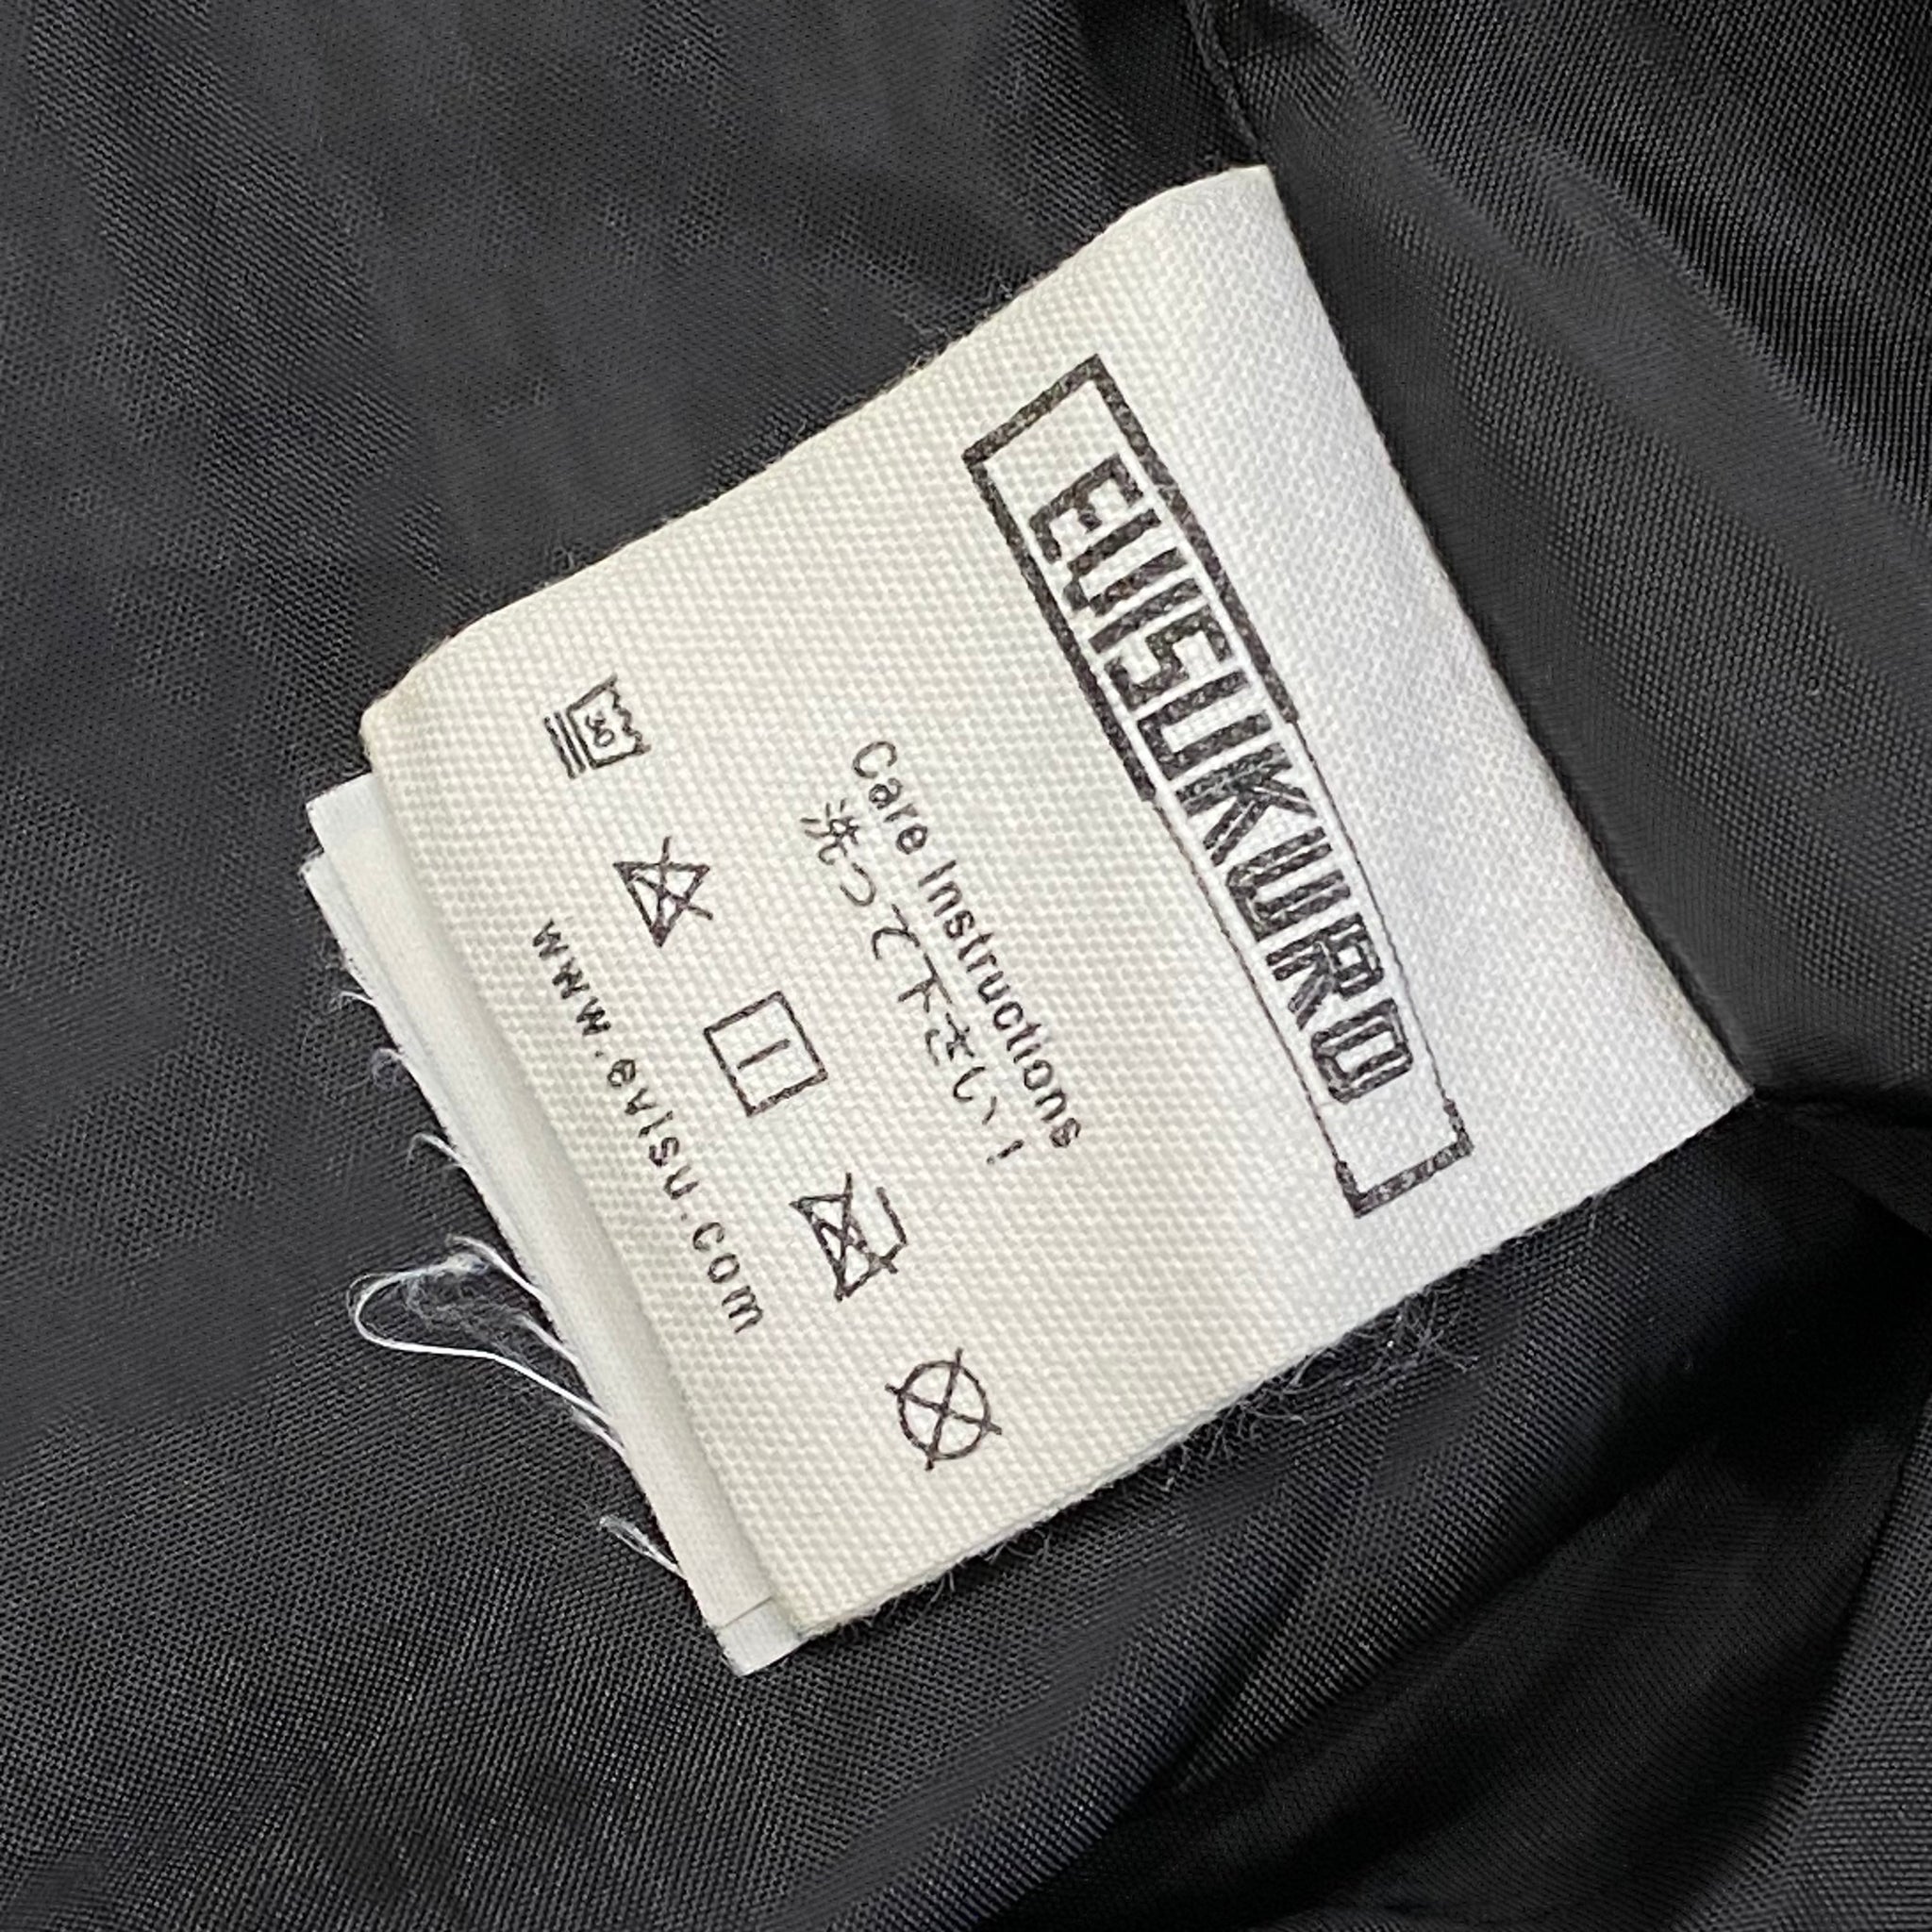 EVISUKURO
Care Instructions
洗って下さい!
30
www.evisu.com